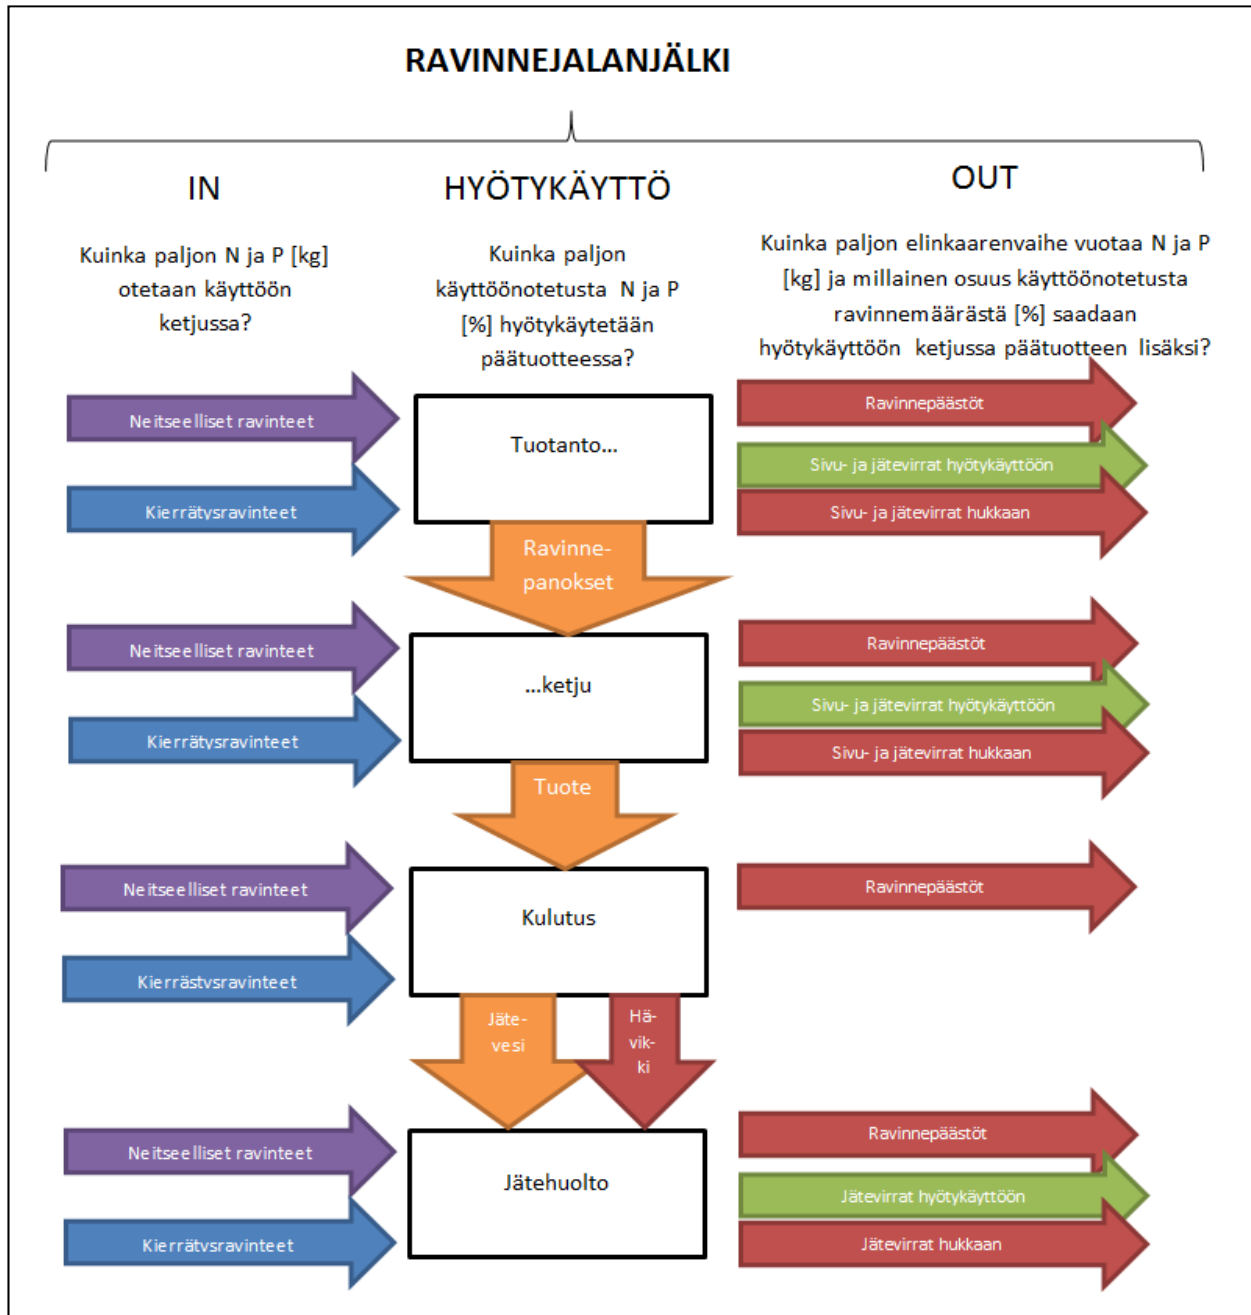 RAVINNEJALANJÄLKI
IN
Kuinka paljon N ja P [kg]
otetaan käyttöön
ketjussa?
HYÖTYKÄYTTÖ
Kuinka paljon
käyttöönotetusta N ja P
[%] hyötykäytetään
päätuotteessa?
OUT
Kuinka paljon elinkaarenvaihe vuotaa N ja P
[kg] ja millainen osuus käyttöönotetusta
ravinnemäärästä [%] saadaan
hyötykäyttöön ketjussa päätuotteen lisäksi?
Neitseelliset ravinteet
Kierrätysravinteet
Tuotanto...
Ravinnepäästöt
Sivu- ja jätevirrat hyötykäyttöön
Sivu- ja jätevirrat hukkaan
Ravinne-
panokset
Neitseelliset ravinteet
Kierrätysravinteet
...ketju
Ravinnepäästöt
Sivu- ja jätevirrat hyötykäyttöön
Sivu- ja jätevirrat hukkaan
Tuote
Neitseelliset ravinteet
Kierrästysravinteet
Kulutus
Ravinnepäästöt
Jäte-
vesi
Hä-
vik-
ki
Neitseelliset ravinteet
Kierrätysravinteet
Jätehuolto
Ravinnepäästöt
Jätevirrat hyötykäyttöön
Jätevirrat hukkaan